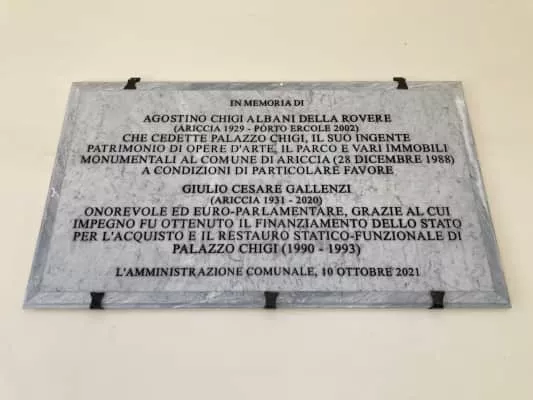 IN MEMORIA DI
AGOSTINO CHIGI ALBANI DELLA ROVERE
(ARICCIA 1929 - PORTO ERCOLE 2002)
CHE CEDETTE PALAZZO CHIGI, IL SUO INGENTE
PATRIMONIO DI OPERE D'ARTE, IL PARCO E VARI IMMOBILI
MONUMENTALI AL COMUNE DI ARICCIA (28 DICEMBRE 1988)
A CONDIZIONI DI PARTICOLARE FAVORE
GIULIO CESARE GALLENZI
(ARICCIA 1931 - 2020)
ONOREVOLE ED EURO-PARLAMENTARE, GRAZIE AL CUI
IMPEGNO FU OTTENUTO IL FINANZIAMENTO DELLO STATO
PER L'ACQUISTO E IL RESTAURO STATICO-FUNZIONALE DI
PALAZZO CHIGI (1990 - 1993)
L'AMMINISTRAZIONE COMUNALE, 10 OTTOBRE 2021